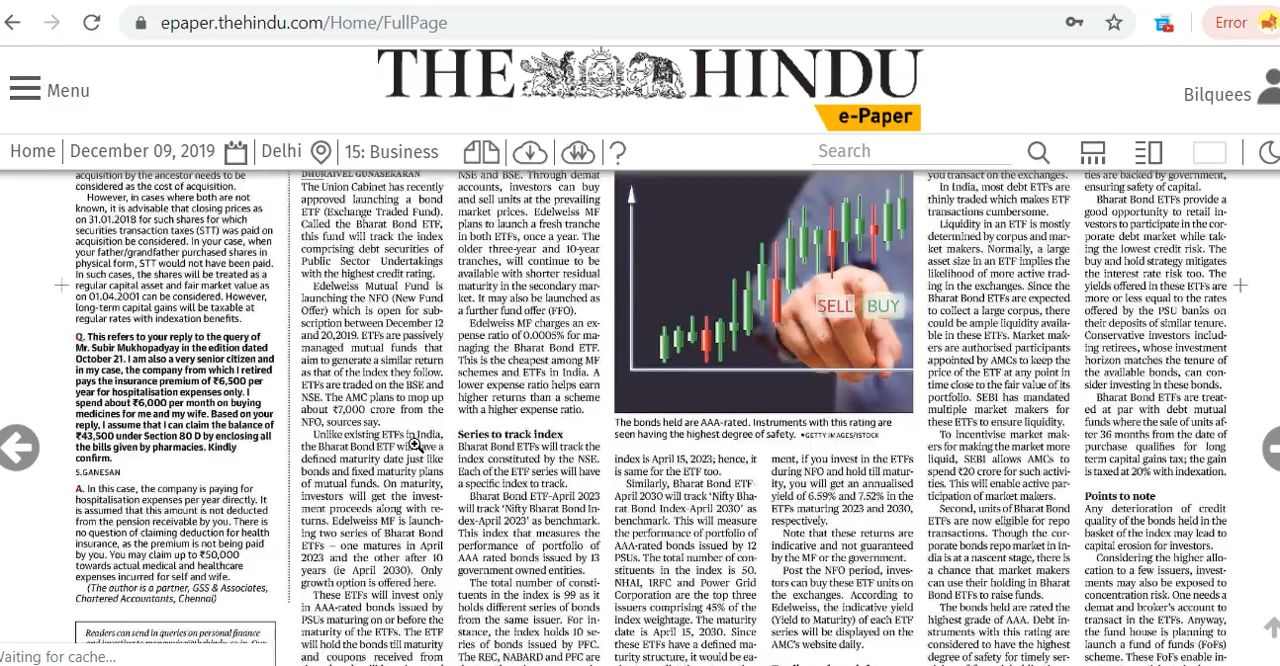 epaper.thehindu.com/Home/FullPage
Error
THE HINDU
e-Paper
Menu
Bilquees
Home
December 09, 2019
Delhi
15: Business
Search
acquisition by the ancestor needs to be
considered as the cost of acquisition.
However, in cases where both are not
known, it is advisable that closing prices as
on 31.01.2018 for such shares for which
securities transaction taxes (STT) was paid on
acquisition be considered. In your case, when
your father/grandfather purchased shares in
physical form, STT would not have been paid.
In such cases, the shares will be treated as a
regular capital asset and fair market value as
on 01.04.2001 can be considered. However,
long-term capital gains will be taxable at
regular rates with indexation benefits.
Q. This refers to your reply to the query of
Mr. Subir Mukhopadyay in the edition dated
October 21. I am also a very senior citizen and
in my case, the company from which I retired
pays the insurance premium of ₹6,500 per
year for hospitalisation expenses only. I
spend about ₹6,000 per month on buying
medicines for me and my wife. Based on your
reply, I assume that I can claim the balance of
₹43,500 under Section 80 D by enclosing all
the bills given by pharmacies. Kindly
confirm.
S.GANESAN
A. In this case, the company is paying for
hospitalisation expenses per year directly. It
is assumed that this amount is not deducted
from the pension receivable by you. There is
no question of claiming deduction for health
insurance, as the premium is not being paid
by you. You may claim up to ₹50,000
towards actual medical and healthcare
expenses incurred for self and wife.
(The author is a partner, GSS & Associates,
Chartered Accountants, Chennai)
Readers can send in queries on personal finance
Waiting for cache...
DHURAIVEL GUNASEKARAN
The Union Cabinet has recently
approved launching a bond
ETF (Exchange Traded Fund).
Called the Bharat Bond ETF,
this fund will track the index
comprising debt securities of
Public Sector Undertakings
with the highest credit rating.
Edelweiss Mutual Fund is
launching the NFO (New Fund
Offer) which is open for sub-
scription between December 12
and 20,2019. ETFs are passively
managed mutual funds that
aim to generate a similar return
as that of the index they follow.
ETFs are traded on the BSE and
NSE. The AMC plans to mop up
about ₹7,000 crore from the
NFO, sources say.
Unlike existing ETFs in India,
the Bharat Bond ETF will have a
defined maturity date just like
bonds and fixed maturity plans
of mutual funds. On maturity,
investors will get the invest-
ment proceeds along with re-
turns. Edelweiss MF is launch-
ing two series of Bharat Bond
ETFs – one matures in April
2023 and the other after 10
years (ie April 2030). Only
growth option is offered here.
These ETFs will invest only
in AAA-rated bonds issued by
PSUs maturing on or before the
maturity of the ETFs. The ETF
will hold the bonds till maturity
and coupons received from
NSE and BSE. Through demat
accounts, investors can buy
and sell units at the prevailing
market prices. Edelweiss MF
plans to launch a fresh tranche
in both ETFs, once a year. The
older three-year and 10-year
tranches, will continue to be
available with shorter residual
maturity in the secondary mar-
ket. It may also be launched as
a further fund offer (FFO).
Edelweiss MF charges an ex-
pense ratio of 0.0005% for ma-
naging the Bharat Bond ETF.
This is the cheapest among MF
schemes and ETFs in India. A
lower expense ratio helps earn
higher returns than a scheme
with a higher expense ratio.
Series to track index
Bharat Bond ETFs will track the
index constituted by the NSE.
Each of the ETF series will have
a specific index to track.
Bharat Bond ETF-April 2023
will track 'Nifty Bharat Bond In-
dex-April 2023' as benchmark.
This index measures the
performance of portfolio of
AAA rated bonds issued by 13
government owned entities.
The total number of consti-
tuents in the index is 99 as it
holds different series of bonds
from the same issuer. For in-
stance, the index holds 10 se-
ries of bonds issued by PFC.
The REC, NABARD and PFC are
SELL BUY
The bonds held are AAA-rated. Instruments with this rating are
seen having the highest degree of safety. •GETTY IMAGES/ISTOCK
index is April 15, 2023; hence, it
is same for the ETF too.
Similarly, Bharat Bond ETF-
April 2030 will track 'Nifty Bha-
rat Bond Index-April 2030' as
benchmark. This will measure
the performance of portfolio of
AAA-rated bonds issued by 12
PSUs. The total number of con-
stituents in the index is 50.
NHAI, IRFC and Power Grid
Corporation are the top three
issuers comprising 45% of the
index weightage. The maturity
date is April 15, 2030. Since
these ETFs have a defined ma-
turity structure, it would be ea-
ment, if you invest in the ETFs
during NFO and hold till matur-
ity, you will get an annualised
yield of 6.59% and 7.52% in the
ETFs maturing 2023 and 2030,
respectively.
Note that these returns are
indicative and not guaranteed
by the MF or the government.
Post the NFO period, inves-
tors can buy these ETF units on
the exchanges. According to
Edelweiss, the indicative yield
(Yield to Maturity) of each ETF
series will be displayed on the
AMC's website daily.
you transact on the exchanges.
In India, most debt ETFs are
thinly traded which makes ETF
transactions cumbersome.
Liquidity in an ETF is mostly
determined by corpus and mar-
ket makers. Normally, a large
asset size in an ETF implies the
likelihood of more active trad-
ing in the exchanges. Since the
Bharat Bond ETFs are expected
to collect a large corpus, there
could be ample liquidity availa-
ble in these ETFs. Market mak-
ers are authorised participants
appointed by AMCs to keep the
price of the ETF at any point in
time close to the fair value of its
portfolio. SEBI has mandated
multiple market makers for
these ETFs to ensure liquidity.
To incentivise market mak-
ers for making the market more
liquid, SEBI allows AMCs to
spend ₹20 crore for such activi-
ties. This will enable active par-
ticipation of market makers.
Second, units of Bharat Bond
ETFs are now eligible for repo
transactions. Though the cor-
porate bonds repo market in In-
dia is at a nascent stage, there is
a chance that market makers
can use their holding in Bharat
Bond ETFs to raise funds.
The bonds held are rated the
highest grade of AAA. Debt in-
struments with this rating are
considered to have the highest
degree of safety for timely ser-
ties are backed by government,
ensuring safety of capital.
Bharat Bond ETFs provide a
good opportunity to retail in-
vestors to participate in the cor-
porate debt market while tak-
ing the lowest credit risk. The
buy and hold strategy mitigates
the interest rate risk too. The
yields offered in these ETFs are
more or less equal to the rates
offered by the PSU banks on
their deposits of similar tenure.
Conservative investors includ-
ing retirees, whose investment
horizon matches the tenure of
the available bonds, can con-
sider investing in these bonds.
Bharat Bond ETFs are treat-
ed at par with debt mutual
funds where the sale of units af-
ter 36 months from the date of
purchase qualifies for long
term capital gains tax; the gain
is taxed at 20% with indexation.
Points to note
Any deterioration of credit
quality of the bonds held in the
basket of the index may lead to
capital erosion for investors.
Considering the higher allo-
cation to a few issuers, invest-
ments may also be exposed to
concentration risk. One needs a
demat and broker's account to
transact in the ETFs. Anyway,
the fund house is planning to
launch a fund of funds (FoFs)
scheme. These FoFs enable in-